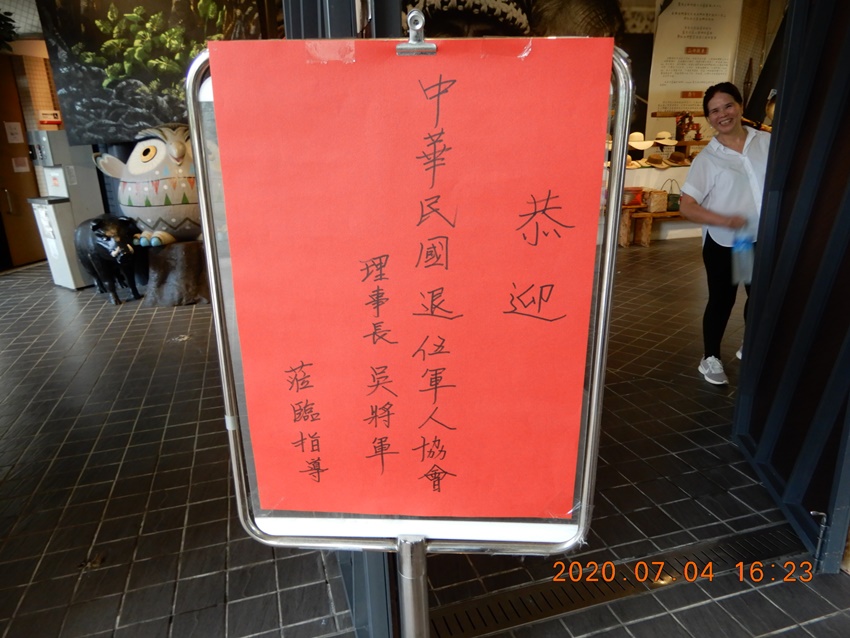 恭迎
中華民國退伍軍人協會
理事長 吳將軍
蒞臨指導
2020.07.04 16:23